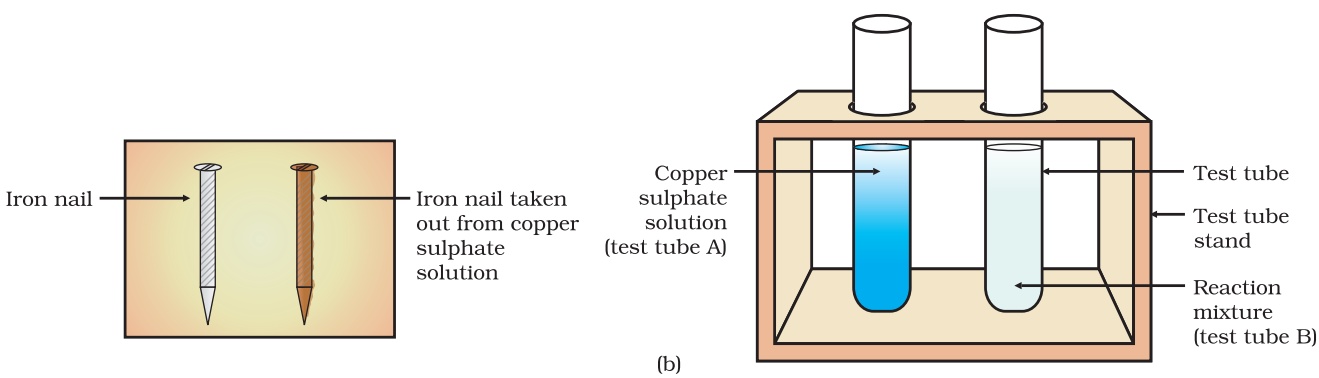 Iron nail
Iron nail taken
out from copper
sulphate
solution
Copper
sulphate
solution
(test tube A)
Test tube
Test tube
stand
Reaction
mixture
(test tube B)
(b)